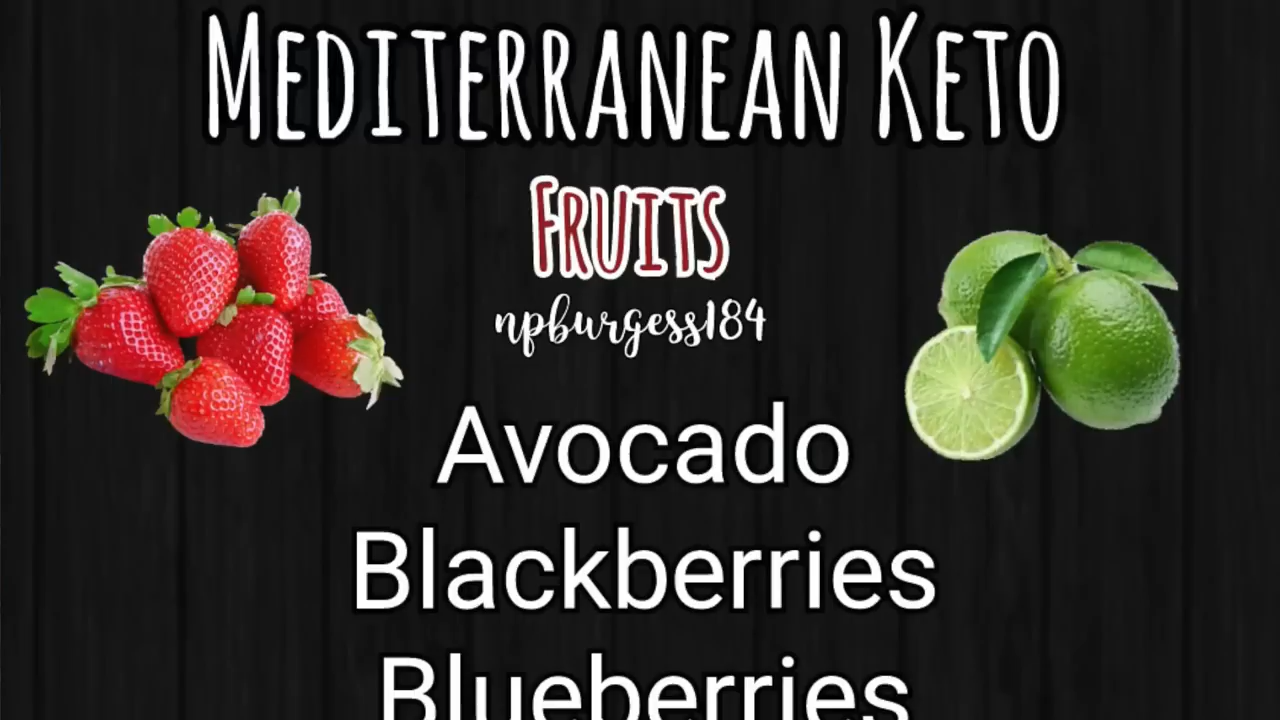 MEDITERRANEAN KETO
FRUITS
npburgess184
Avocado
Blackberries
Blueberries